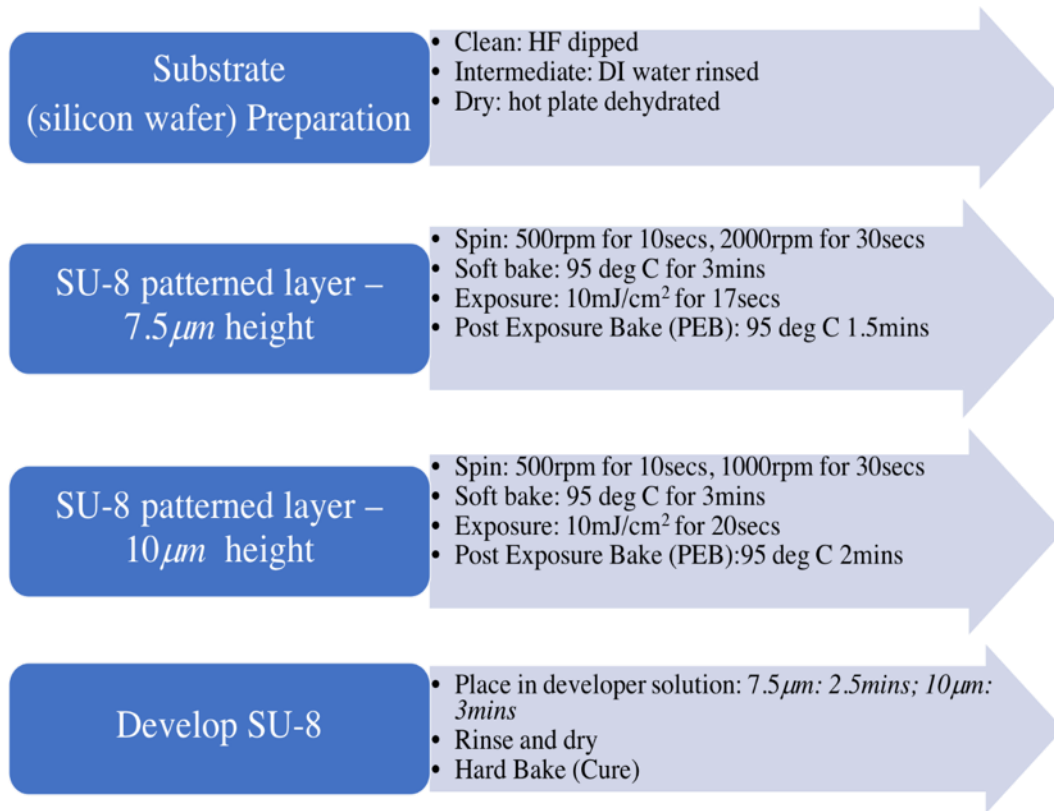 Substrate
(silicon wafer) Preparation
• Clean: HF dipped
• Intermediate: DI water rinsed
• Dry: hot plate dehydrated
SU-8 patterned layer –
7.5μm height
• Spin: 500rpm for 10secs, 2000rpm for 30secs
• Soft bake: 95 deg C for 3mins
• Exposure: 10mJ/cm² for 17secs
• Post Exposure Bake (PEB): 95 deg C 1.5mins
SU-8 patterned layer –
10μm height
• Spin: 500rpm for 10secs, 1000rpm for 30secs
• Soft bake: 95 deg C for 3mins
• Exposure: 10mJ/cm² for 20secs
• Post Exposure Bake (PEB):95 deg C 2mins
Develop SU-8
• Place in developer solution: 7.5μm: 2.5mins; 10μm:
3mins
• Rinse and dry
• Hard Bake (Cure)